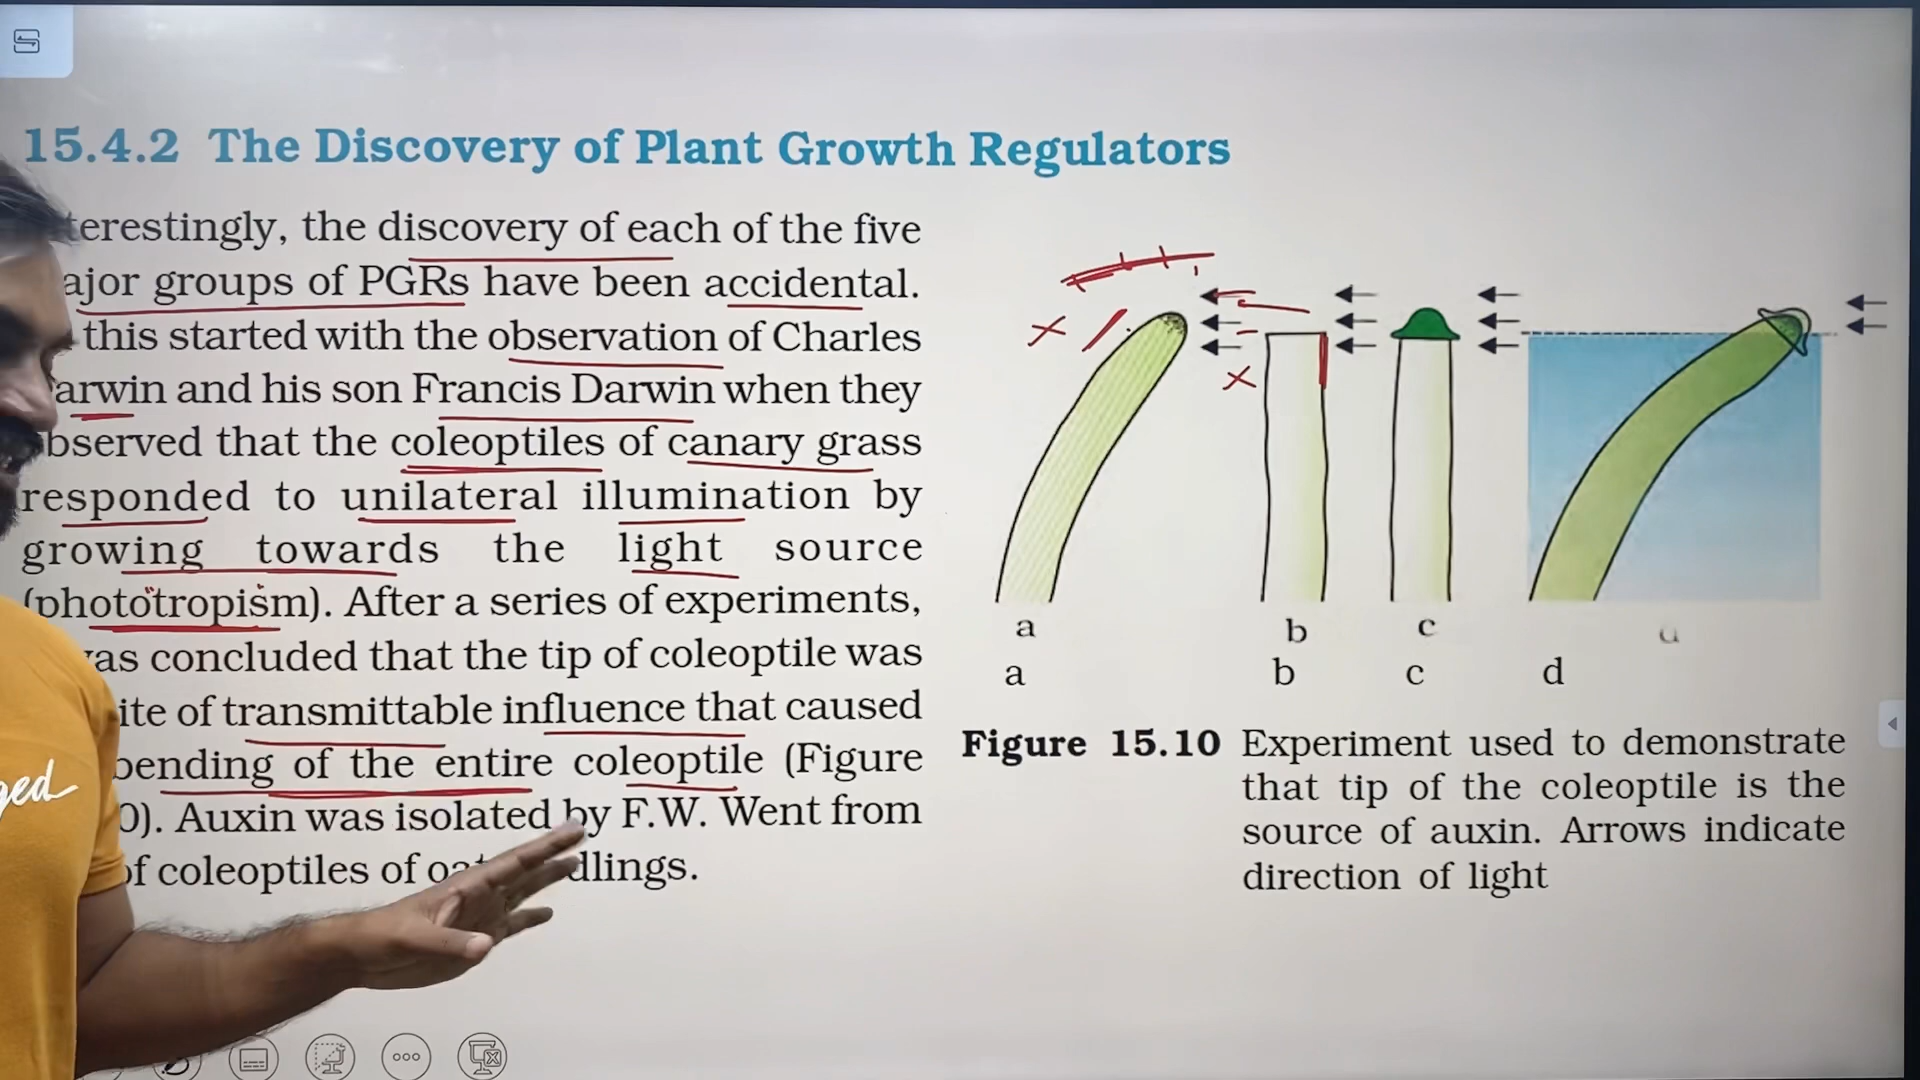 15.4.2 The Discovery of Plant Growth Regulators
terestingly, the discovery of each of the five
ajor groups of PGRs have been accidental.
this started with the observation of Charles
arwin and his son Francis Darwin when they
bserved that the coleoptiles of canary grass
responded to unilateral illumination by
growing towards the light source
(phototropism). After a series of experiments,
as concluded that the tip of coleoptile was
ite of transmittable influence that caused
bending of the entire coleoptile (Figure
0). Auxin was isolated by F.W. Went from
of coleoptiles of dlings.
a b c
a b c d
Figure 15.10 Experiment used to demonstrate
that tip of the coleoptile is the
source of auxin. Arrows indicate
direction of light
ged